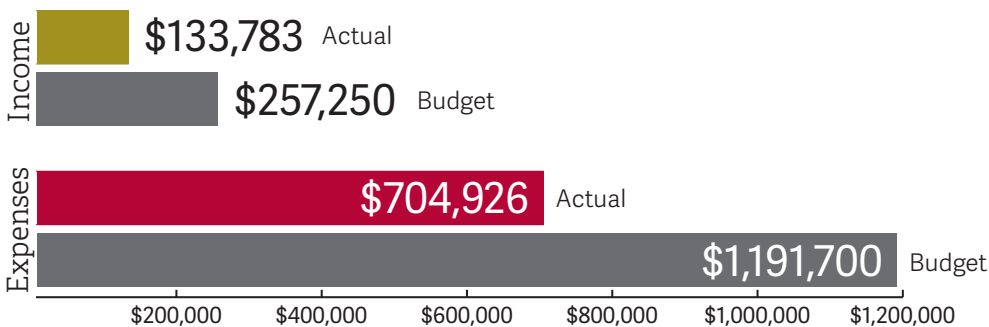 Income
$133,783 Actual
$257,250 Budget
Expenses
$704,926 Actual
$1,191,700 Budget
$200,000 $400,000 $600,000 $800,000 $1,000,000 $1,200,000